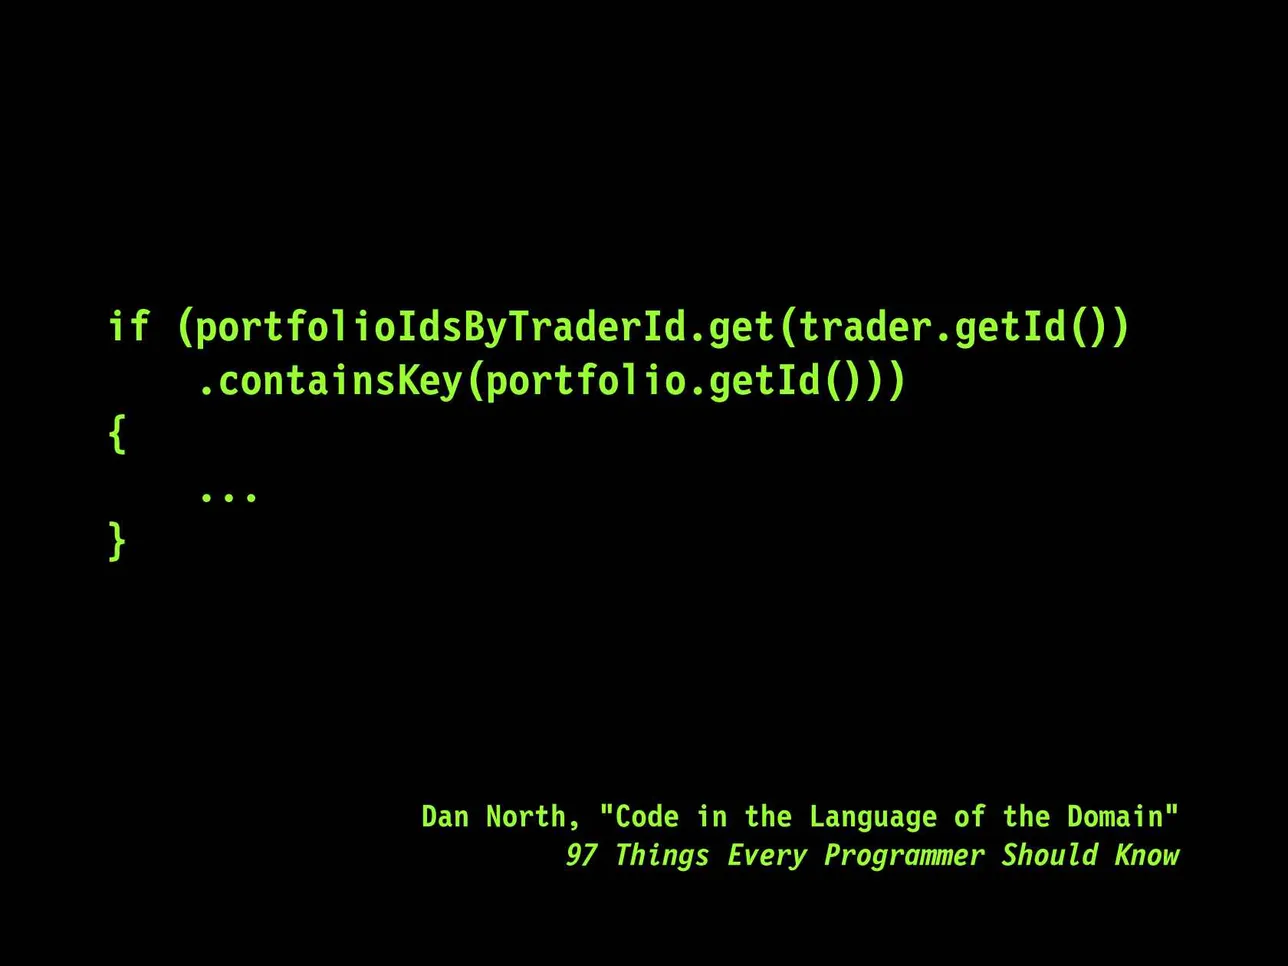 if (portfolioIdsByTraderId.get(trader.getId())
    .containsKey(portfolio.getId()))
{
    ...
}
Dan North, "Code in the Language of the Domain"
97 Things Every Programmer Should Know